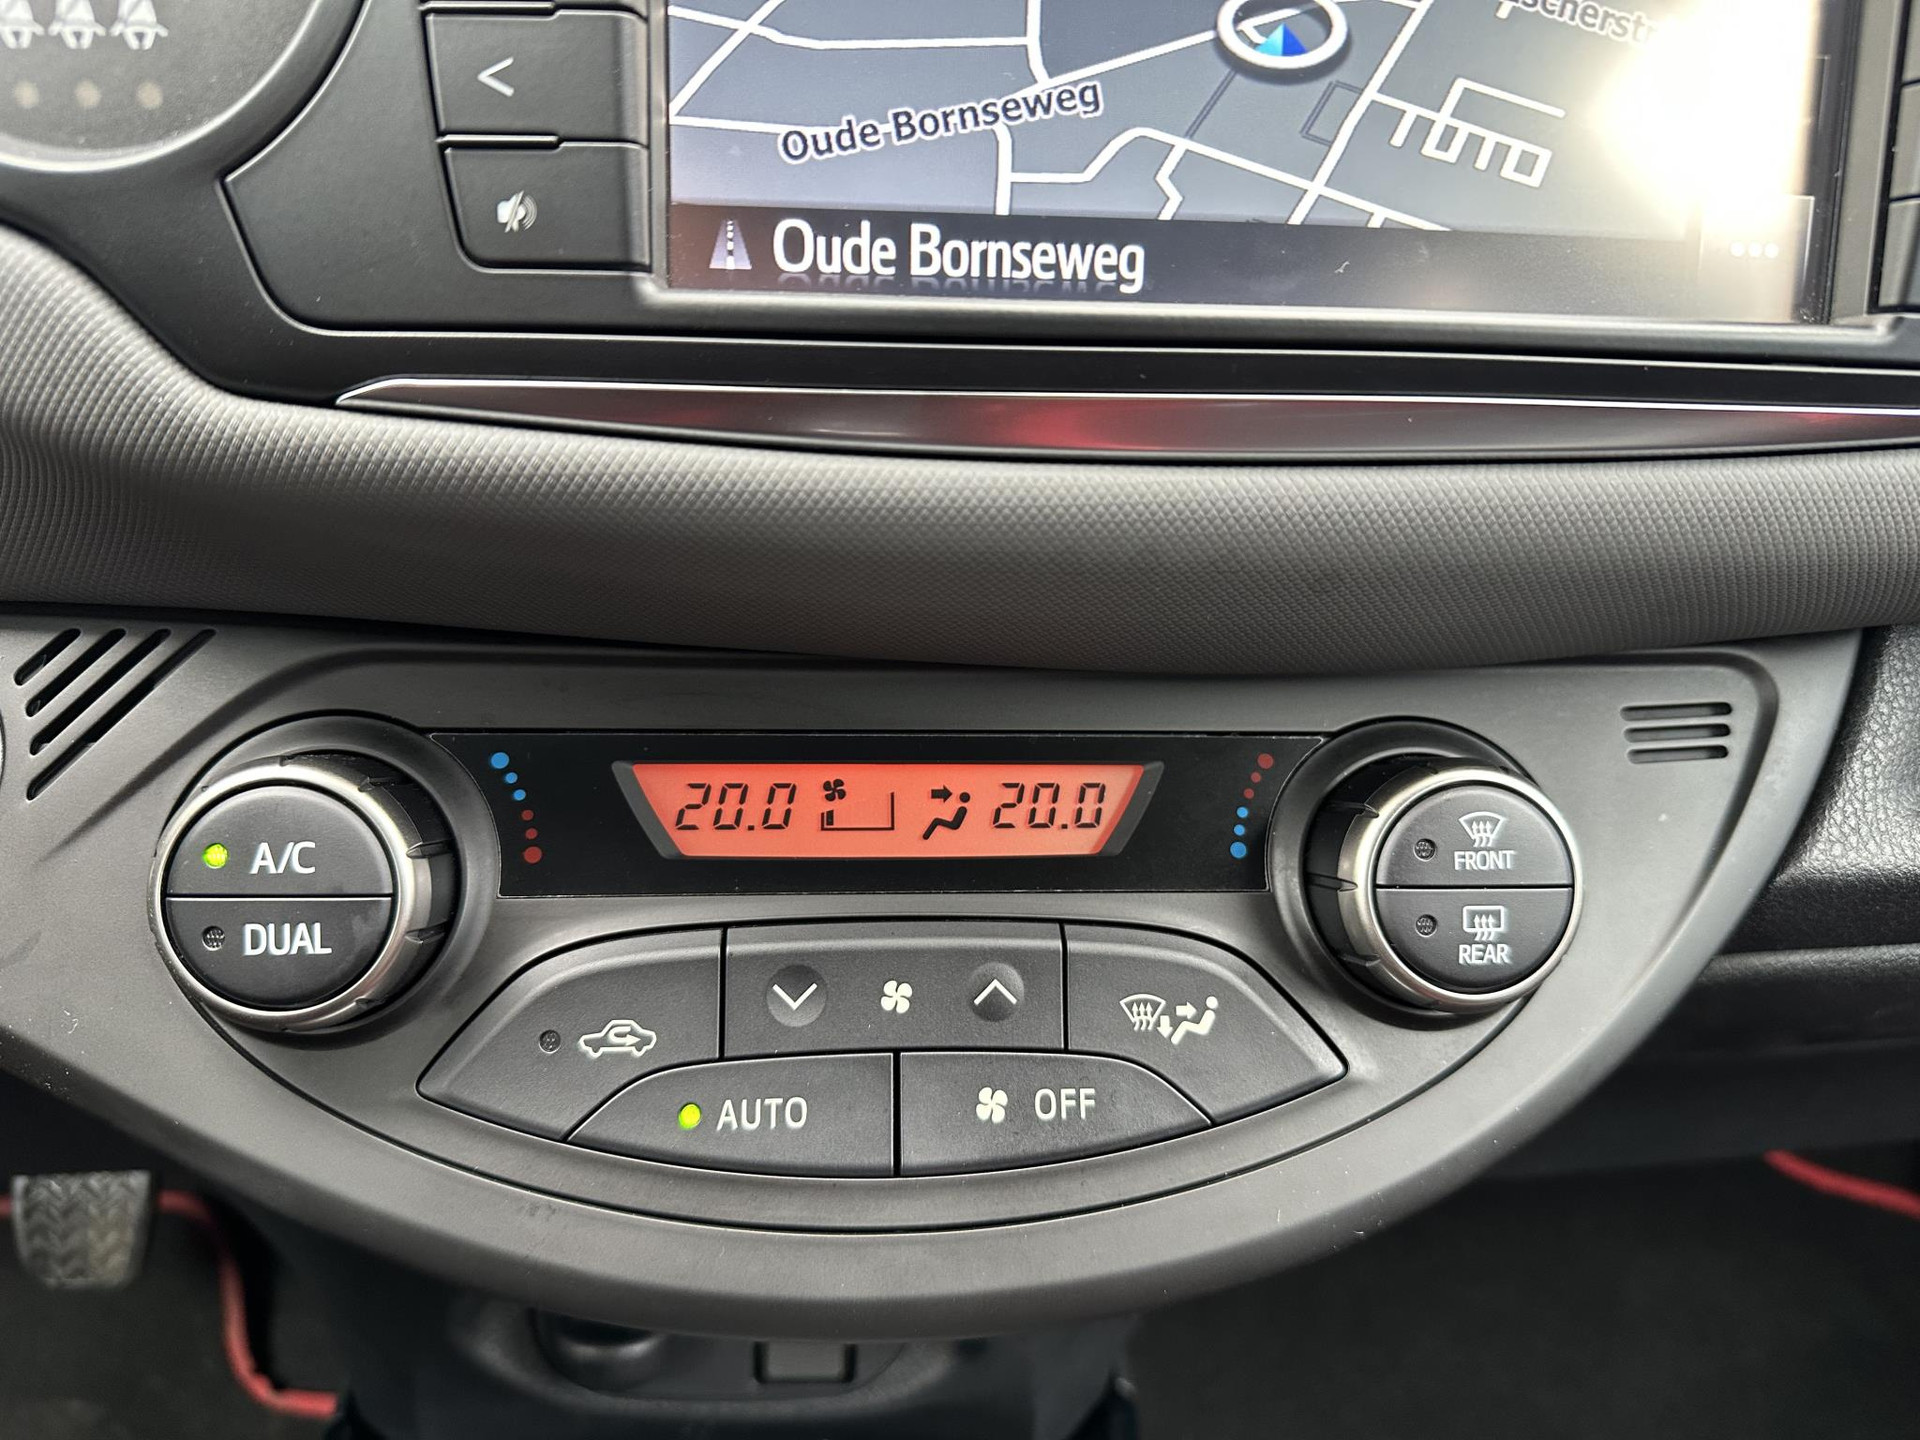 Oude Bornseweg
Oude Bornseweg
20.0 20.0
A/C
DUAL
FRONT
REAR
AUTO
OFF